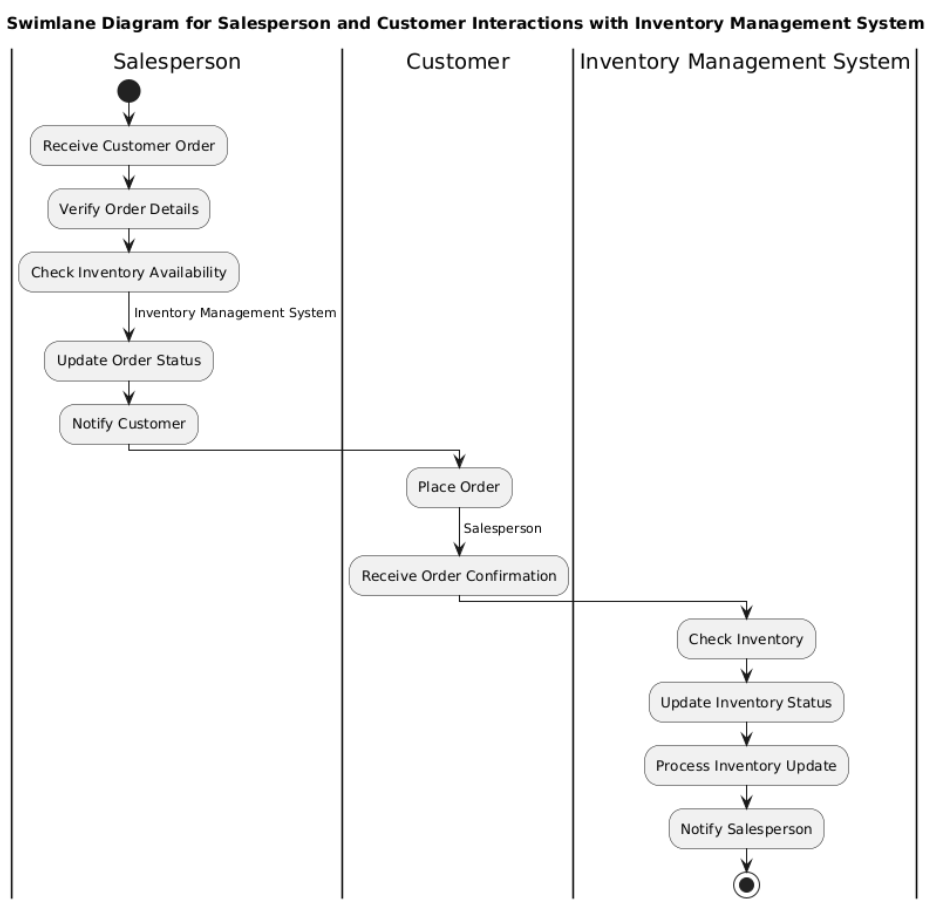 Swimlane Diagram for Salesperson and Customer Interactions with Inventory Management System
Salesperson
Customer
Inventory Management System
Receive Customer Order
Verify Order Details
Check Inventory Availability
Inventory Management System
Update Order Status
Notify Customer
Place Order
Salesperson
Receive Order Confirmation
Check Inventory
Update Inventory Status
Process Inventory Update
Notify Salesperson